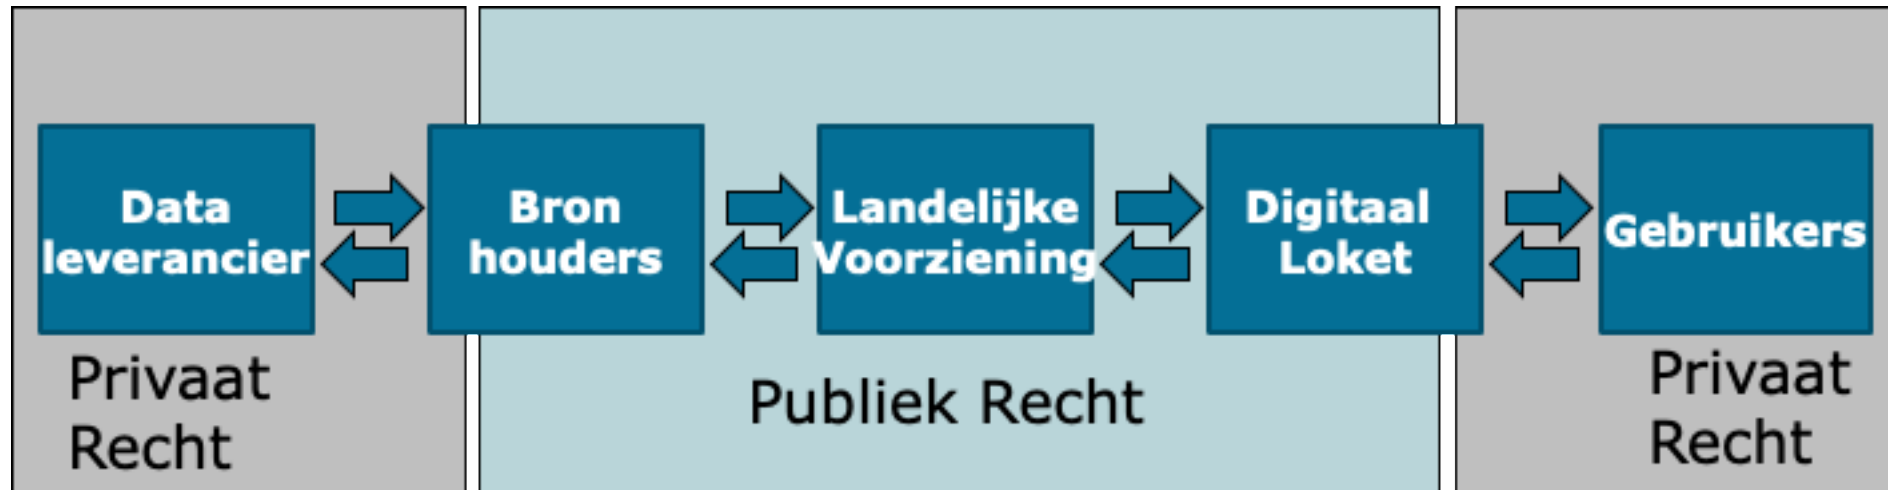 Data
leverancier
Bron
houders
Landelijke
Voorziening
Digitaal
Loket
Gebruikers
Privaat
Recht
Publiek Recht
Privaat
Recht